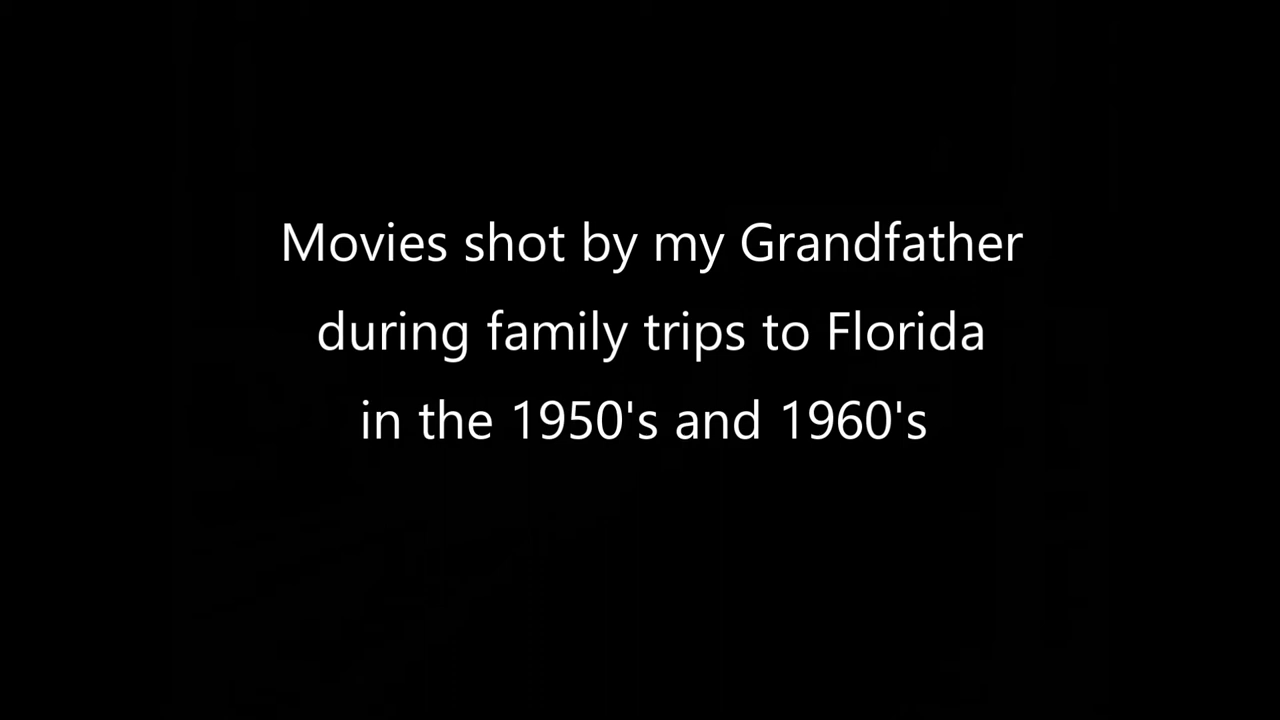 Movies shot by my Grandfather
during family trips to Florida
in the 1950's and 1960's